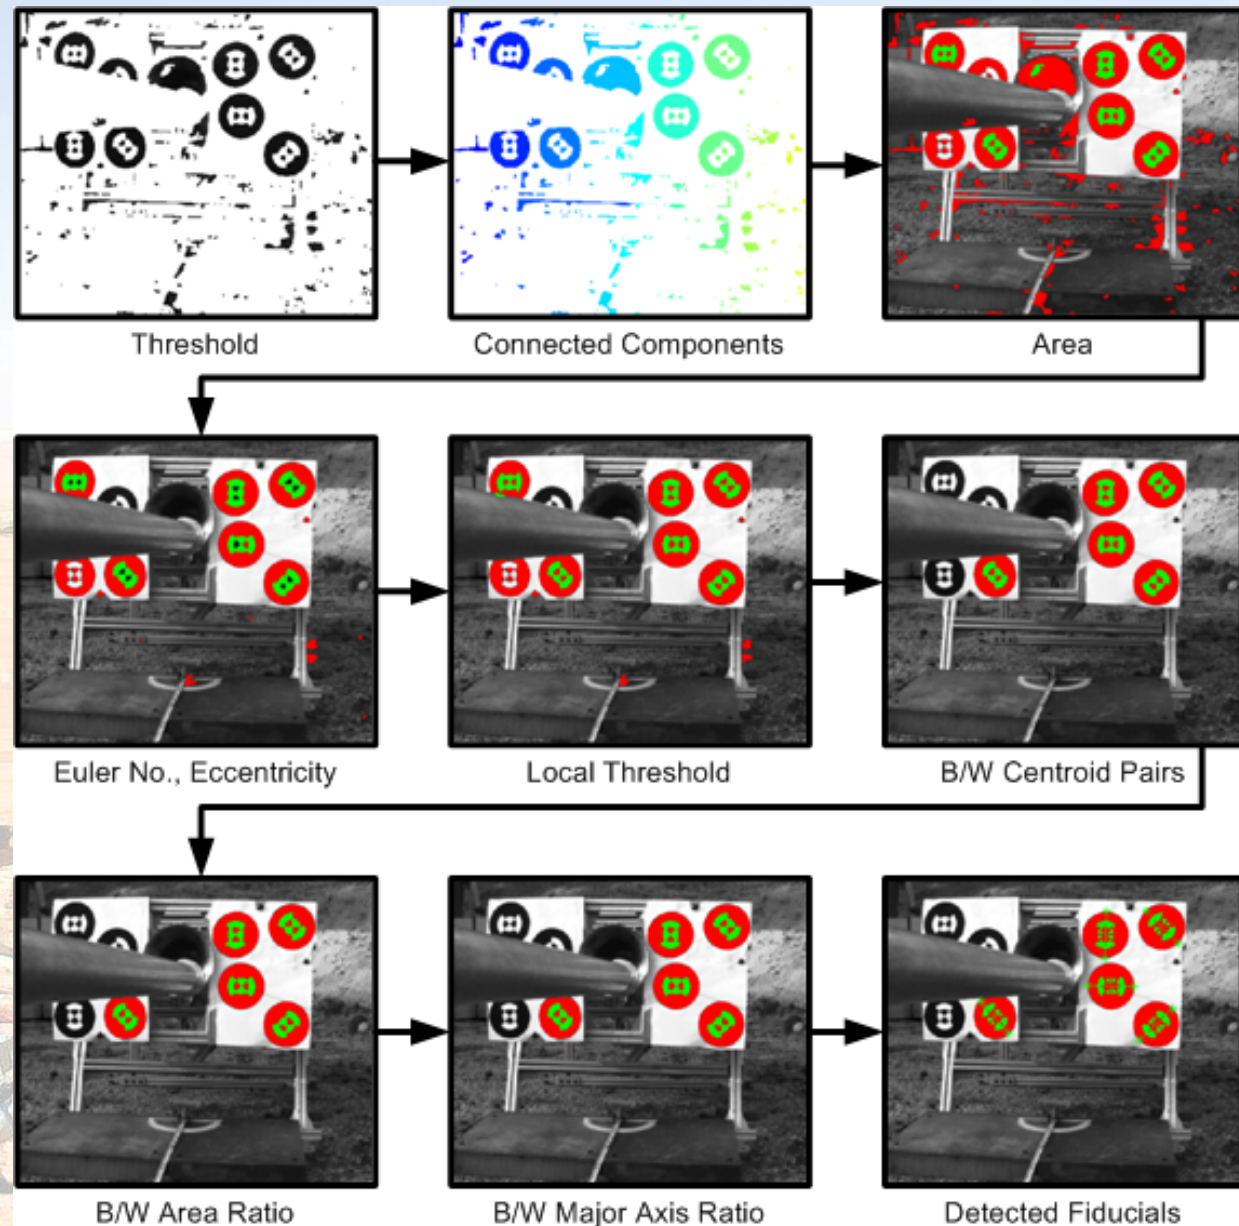 Threshold
Connected Components
Area
Euler No., Eccentricity
Local Threshold
B/W Centroid Pairs
B/W Area Ratio
B/W Major Axis Ratio
Detected Fiducials